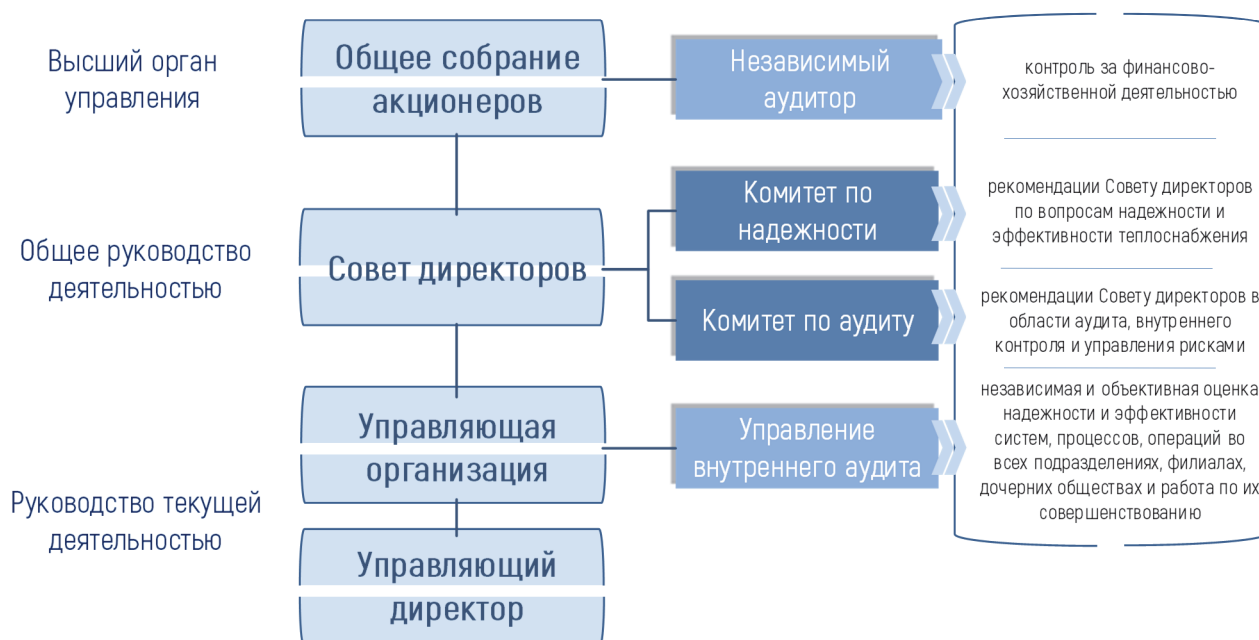 Высший орган
управления
Общее собрание
акционеров
Независимый
аудитор
контроль за финансово-
хозяйственной деятельностью
Общее руководство
деятельностью
Совет директоров
Комитет по
надежности
рекомендации Совету директоров
по вопросам надежности и
эффективности теплоснабжения
Комитет по аудиту
рекомендации Совету директоров в
области аудита, внутреннего
контроля и управления рисками
Руководство текущей
деятельностью
Управляющая
организация
Управление
внутреннего аудита
независимая и объективная оценка
надежности и эффективности
систем, процессов, операций во
всех подразделениях, филиалах,
дочерних обществах и работа по их
совершенствованию
Управляющий
директор